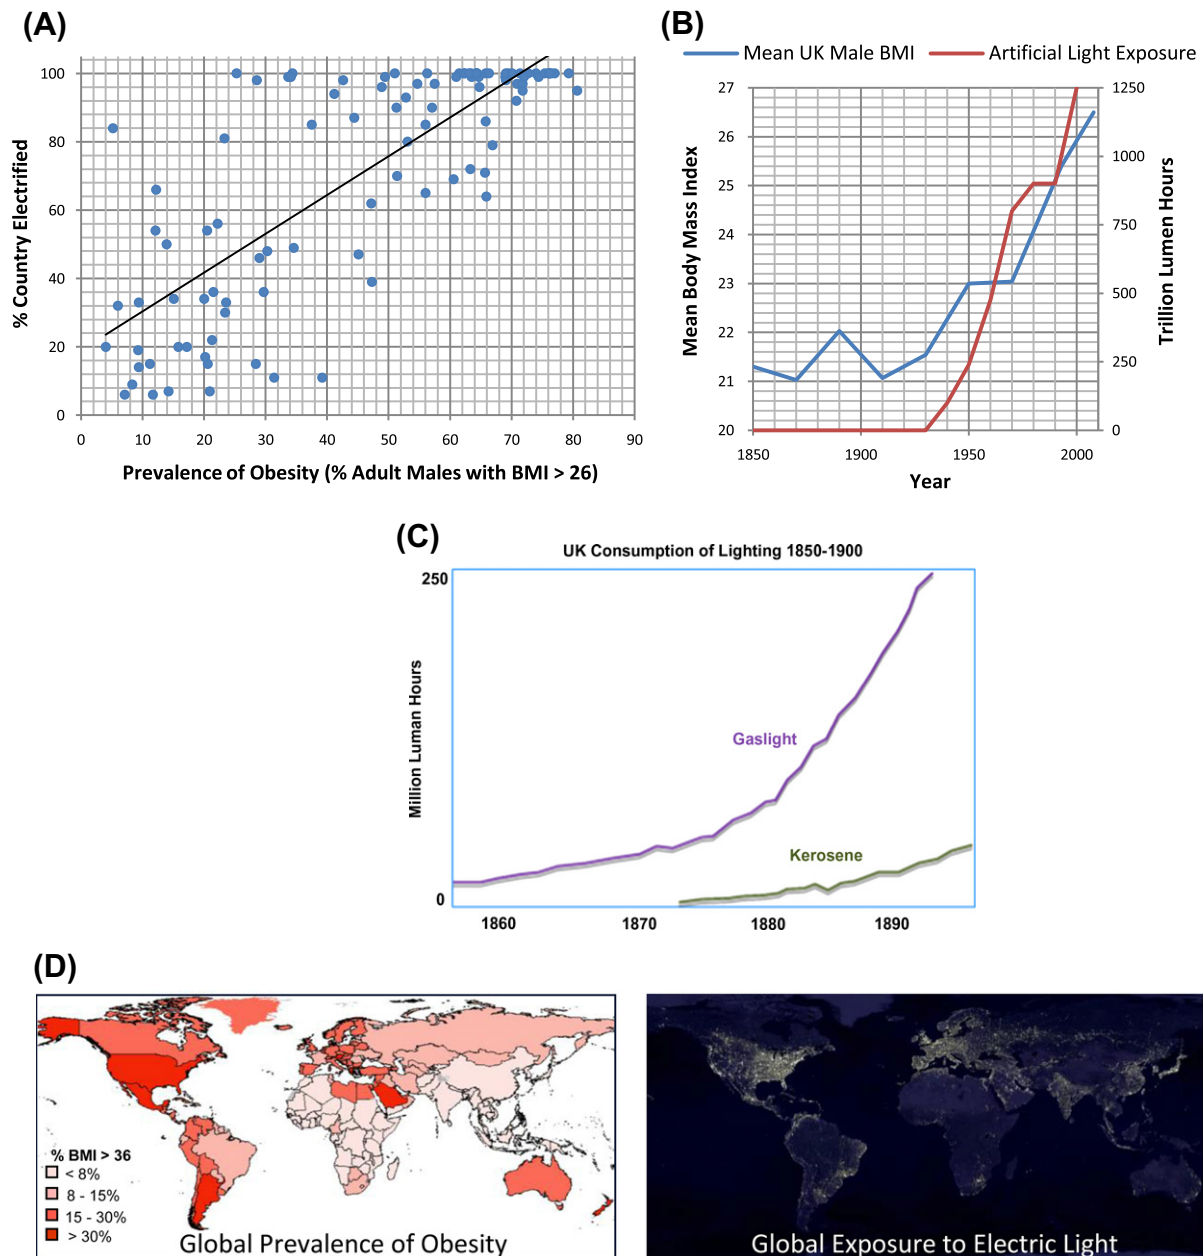 (A)
% Country Electrified
100
80
60
40
20
0
0 10 20 30 40 50 60 70 80 90
Prevalence of Obesity (% Adult Males with BMI > 26)
(B)
Mean UK Male BMI Artificial Light Exposure
Mean Body Mass Index
27
26
25
24
23
22
21
20
1250
1000
750
500
250
0
Trillion Lumen Hours
1850 1900 1950 2000
Year
(C)
UK Consumption of Lighting 1850-1900
250
Million Luman Hours
Gaslight
Kerosene
0
1860 1870 1880 1890
(D)
% BMI > 36
< 8%
8 - 15%
15 - 30%
> 30%
Global Prevalence of Obesity
Global Exposure to Electric Light